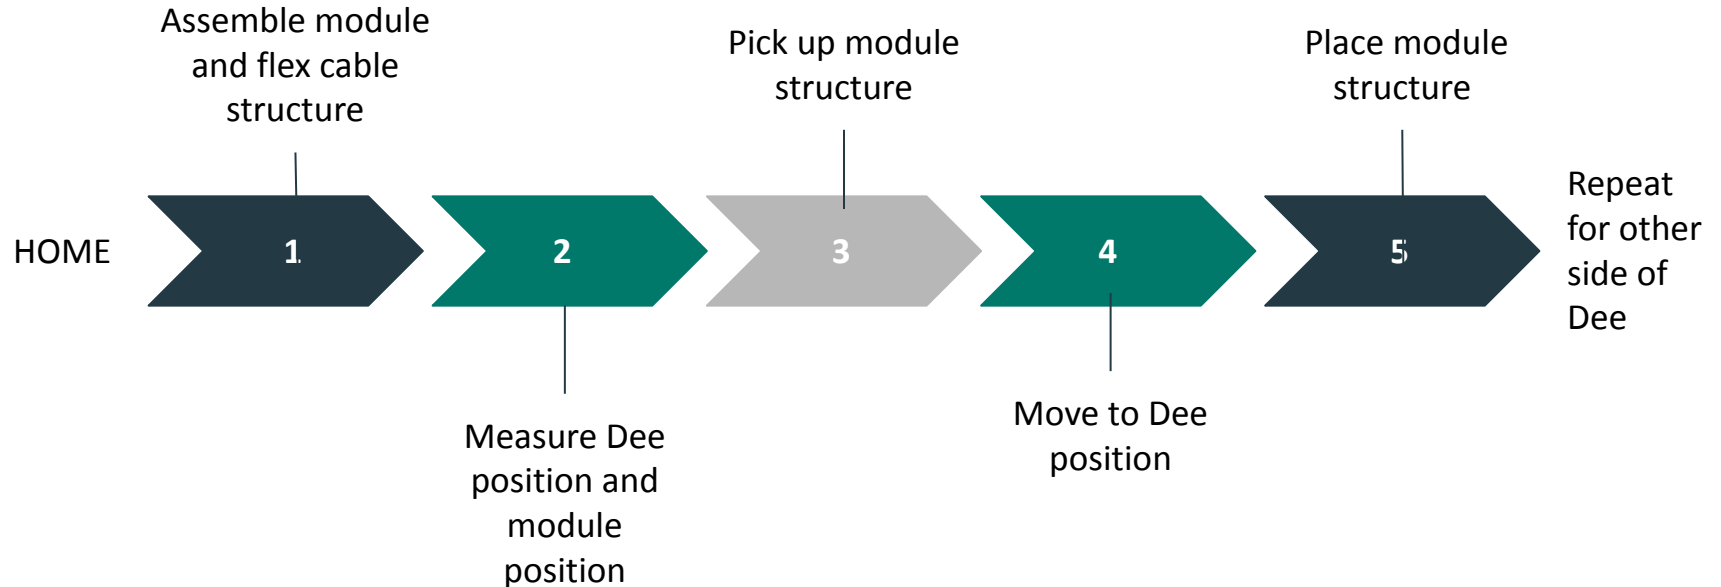 HOME
Assemble module
and flex cable
structure
1
2
Measure Dee
position and
module
position
Pick up module
structure
3
4
Move to Dee
position
Place module
structure
5
Repeat
for other
side of
Dee